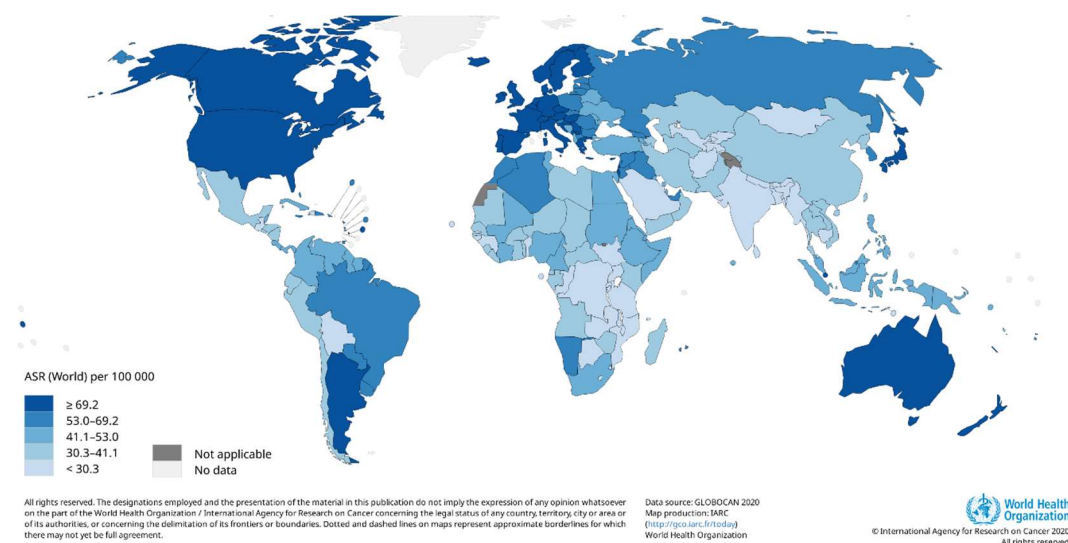 ASR (World) per 100 000
≥ 69.2
53.0–69.2
41.1–53.0
30.3–41.1
< 30.3
Not applicable
No data
All rights reserved. The designations employed and the presentation of the material in this publication do not imply the expression of any opinion whatsoever
on the part of the World Health Organization / International Agency for Research on Cancer concerning the legal status of any country, territory, city or area or
of its authorities, or concerning the delimitation of its frontiers or boundaries. Dotted and dashed lines on maps represent approximate borderlines for which
there may not yet be full agreement.
Data source: GLOBOCAN 2020
Map production: IARC
(http://gco.iarc.fr/today)
World Health Organization
World Health
Organization
© International Agency for Research on Cancer 2020
All rights reserved